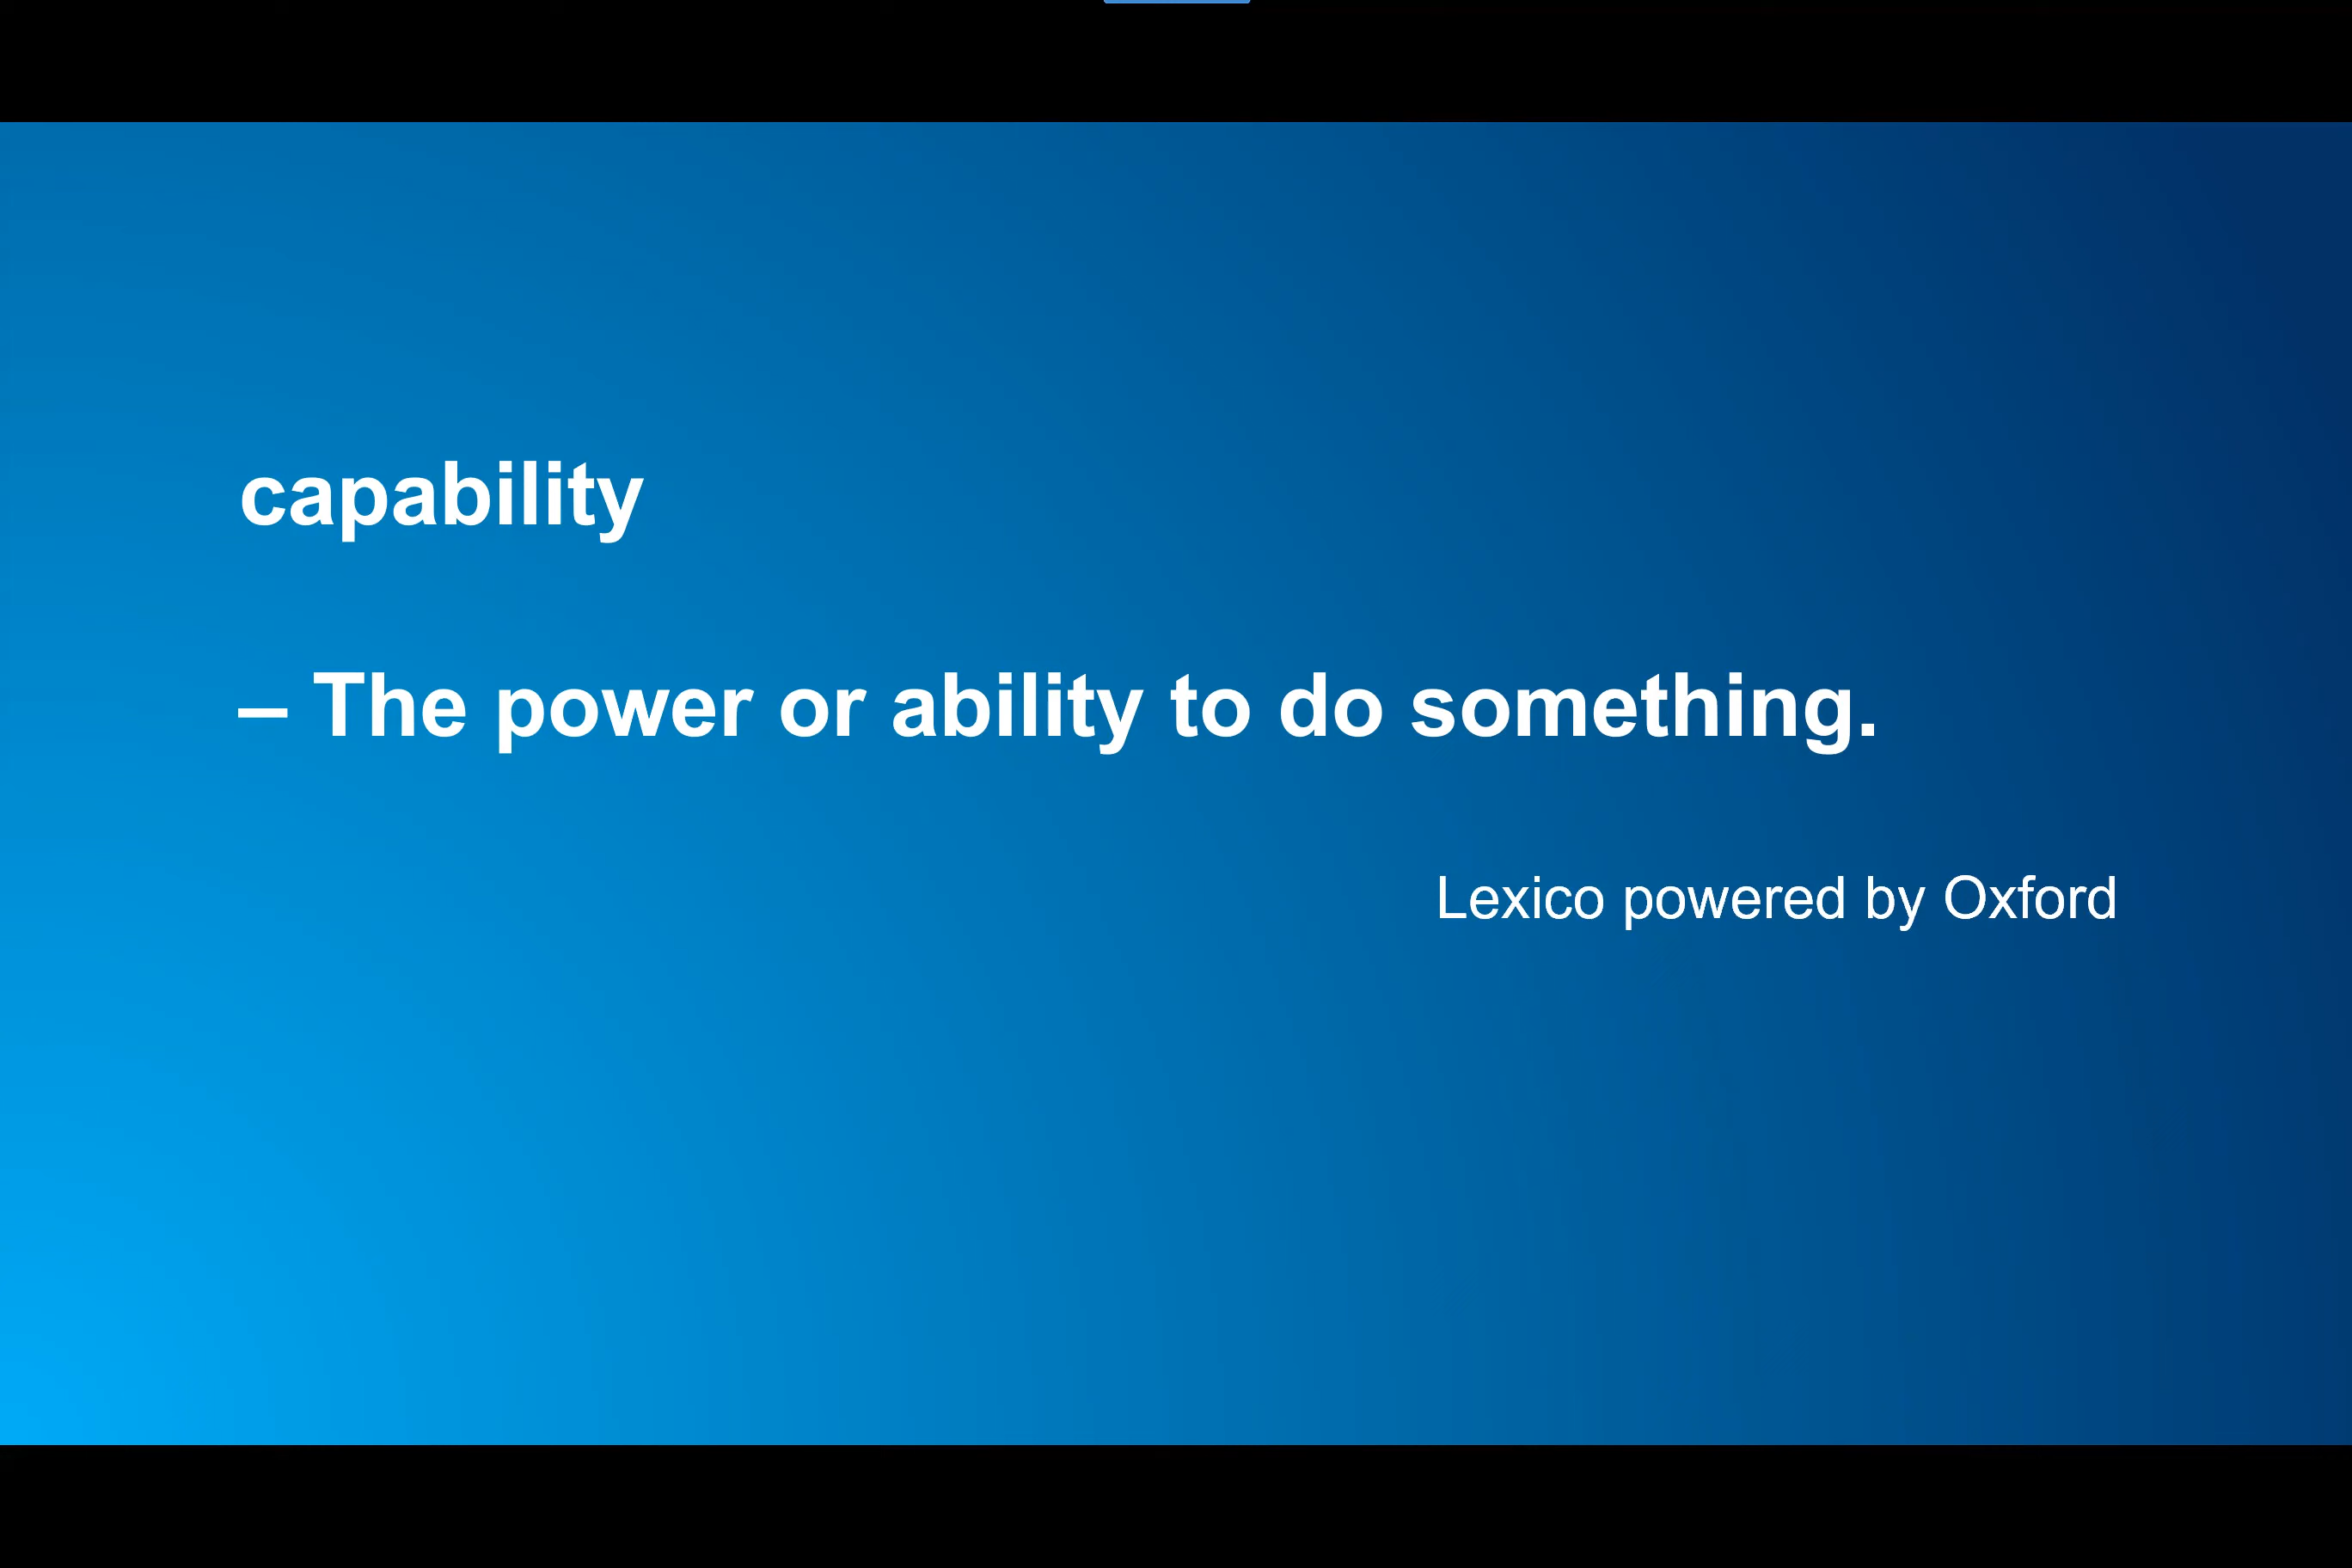 capability
– The power or ability to do something.
Lexico powered by Oxford